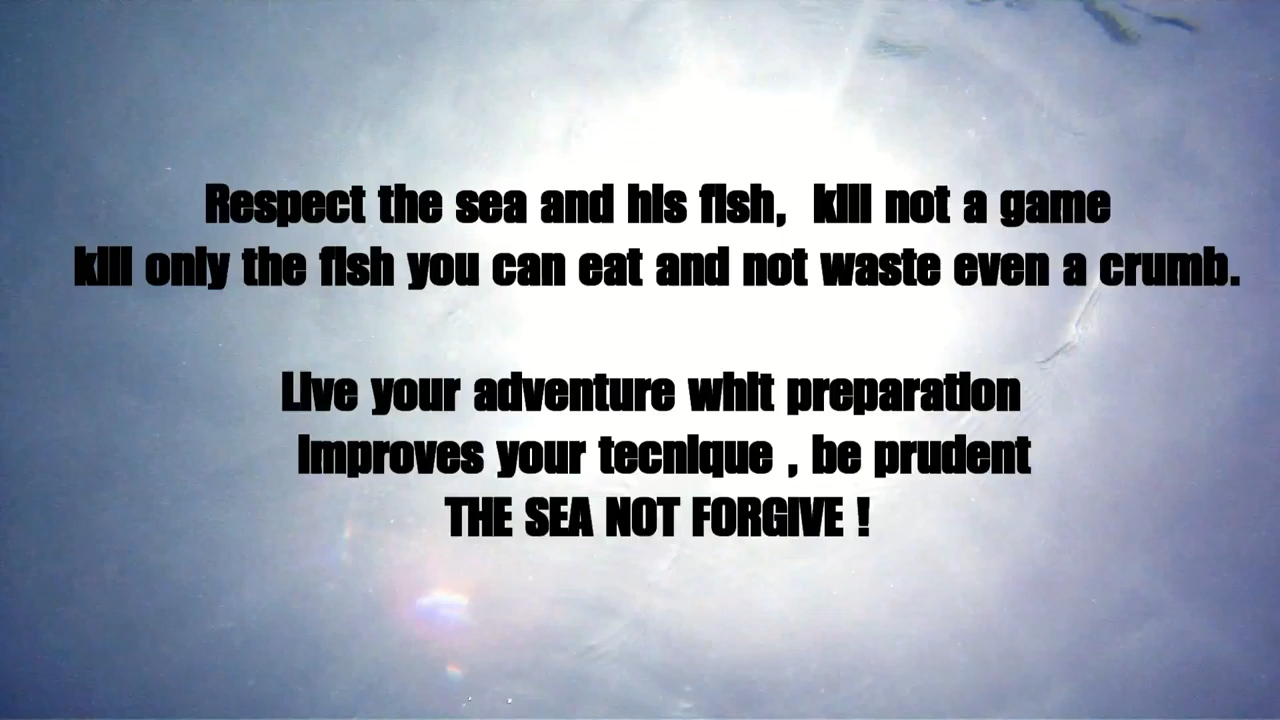 Respect the sea and his fish, kill not a game
kill only the fish you can eat and not waste even a crumb.
Live your adventure whit preparation
Improves your tecnique , be prudent
THE SEA NOT FORGIVE !